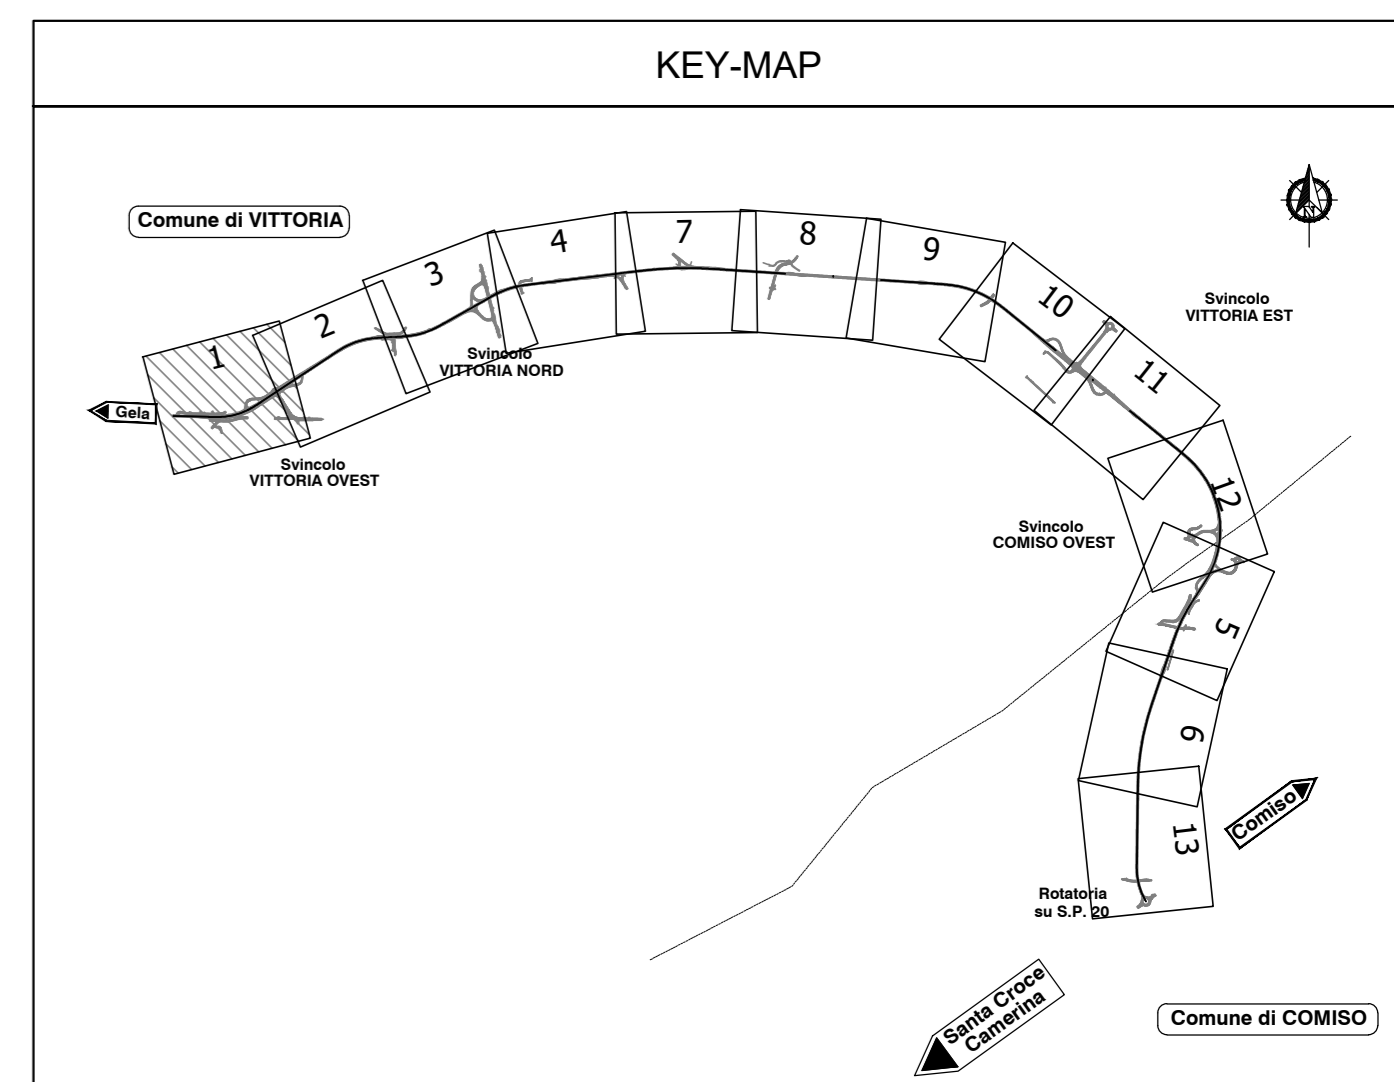 KEY-MAP
Comune di VITTORIA
1
2
3
4
7
8
9
10
11
12
5
6
13
Gela
Svincolo
VITTORIA OVEST
Svincolo
VITTORIA NORD
Svincolo
VITTORIA EST
Svincolo
COMISO OVEST
N
Comiso
Rotatoria
su S.P. 20
Santa Croce
Camerina
Comune di COMISO